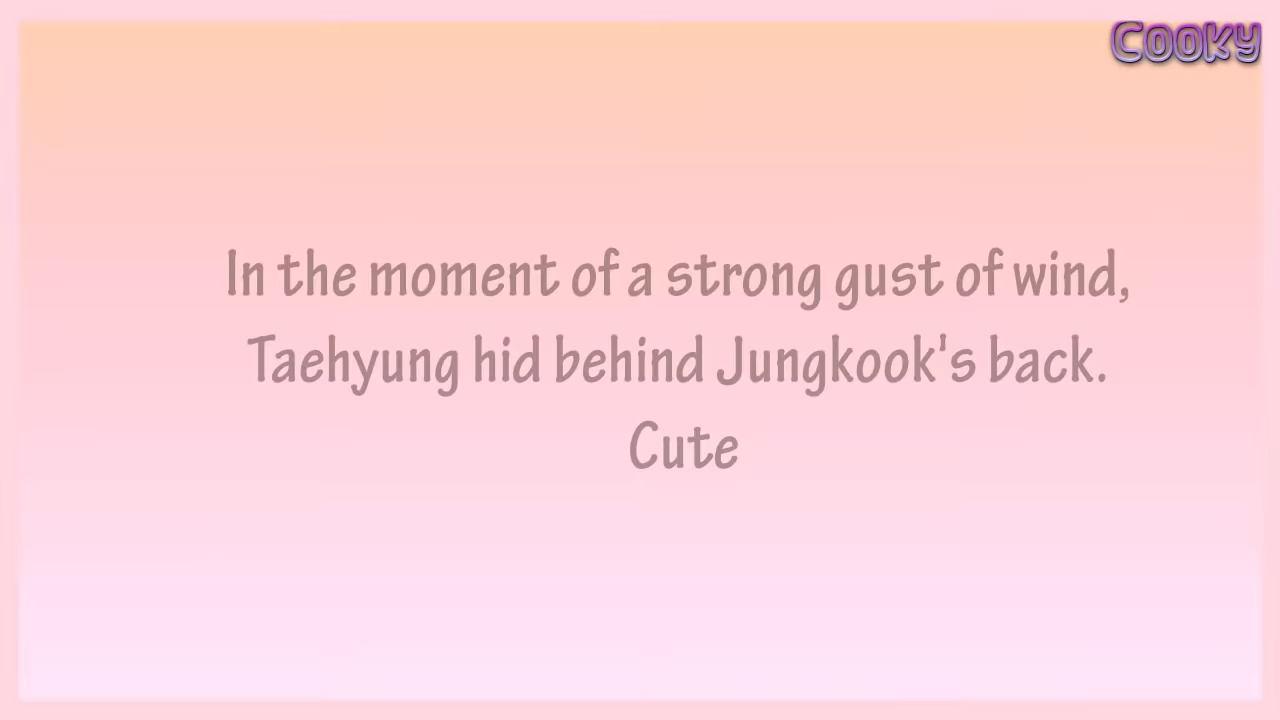 Cooky
In the moment of a strong gust of wind,
Taehyung hid behind Jungkook's back.
Cute